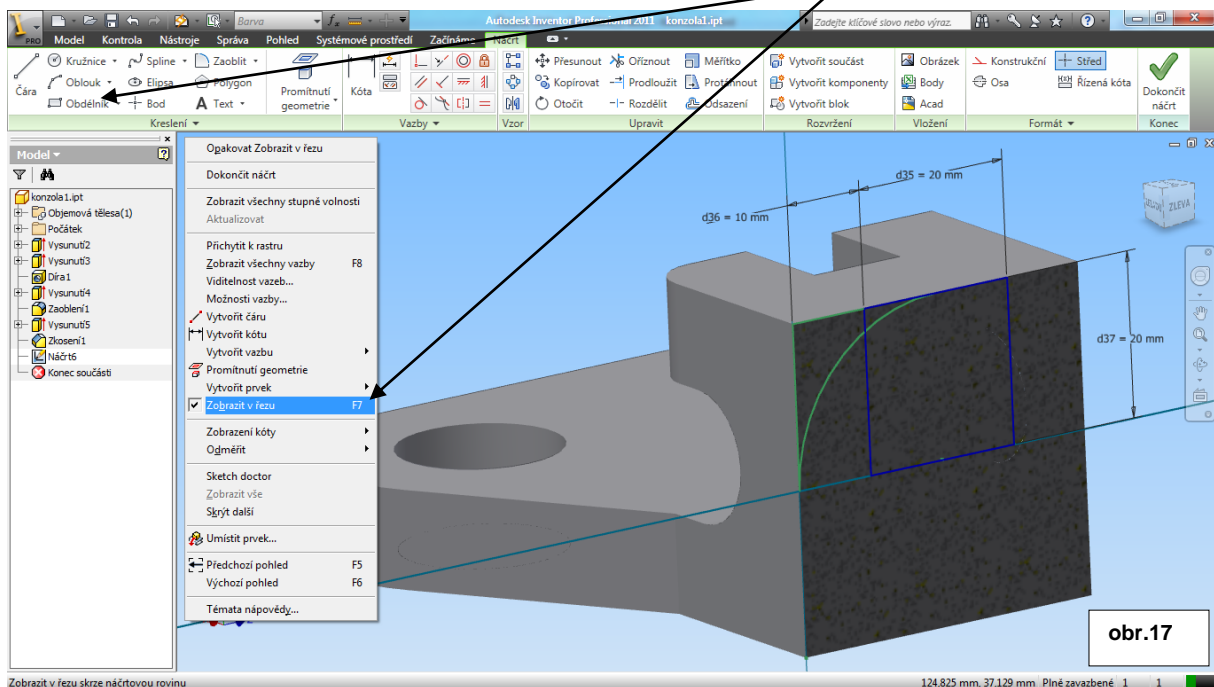 Barva
Autodesk Inventor Professional 2011 konzola1.ipt
Zadejte klíčové slovo nebo výraz.
PRO Model Kontrola Nástroje Správa Pohled Systémové prostředí Začínáme Náčrt
Kružnice Spline Zaoblit Přesunout Oříznout Měřítko Vytvořit součást Obrázek Konstrukční Střed
Čára Oblouk Elipsa Polygon Promítnutí geometrie Kóta Kopírovat Prodloužit Protáhnout Vytvořit komponenty Body Osa Řízená kóta Dokončit náčrt
Obdélník Bod A Text Otočit Rozdělit Odsazení Vytvořit blok Acad
Kreslení Vazby Vzor Upravit Rozvržení Vložení Formát Konec
Model
konzola1.ipt
Objemová tělesa(1)
Počátek
Vysunutí2
Vysunutí3
Díra1
Vysunutí4
Zaoblení1
Vysunutí5
Zkosení1
Náčrt6
Konec součásti
Opakovat Zobrazit v řezu
Dokončit náčrt
Zobrazit všechny stupně volnosti
Aktualizovat
Přichytit k rastru
Zobrazit všechny vazby F8
Viditelnost vazeb...
Možnosti vazby...
Vytvořit čáru
Vytvořit kótu
Vytvořit vazbu
Promítnutí geometrie
Vytvořit prvek
Zobrazit v řezu F7
Zobrazení kóty
Odměřit
Sketch doctor
Zobrazit vše
Skrýt další
Umístit prvek...
Předchozí pohled F5
Výchozí pohled F6
Témata nápovědy...
d35 = 20 mm
d36 = 10 mm
d37 = 20 mm
ZLEVA
obr.17
Zobrazit v řezu skrze náčrtovou rovinu
124.825 mm, 37.129 mm Plně zavazbené 1 1